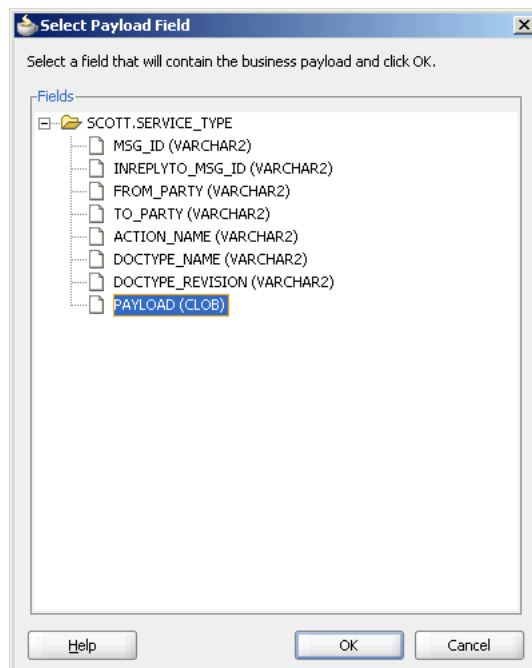 Select Payload Field
Select a field that will contain the business payload and click OK.
Fields
SCOTT.SERVICE_TYPE
MSG_ID (VARCHAR2)
INREPLYTO_MSG_ID (VARCHAR2)
FROM_PARTY (VARCHAR2)
TO_PARTY (VARCHAR2)
ACTION_NAME (VARCHAR2)
DOCTYPE_NAME (VARCHAR2)
DOCTYPE_REVISION (VARCHAR2)
PAYLOAD (CLOB)
Help OK Cancel